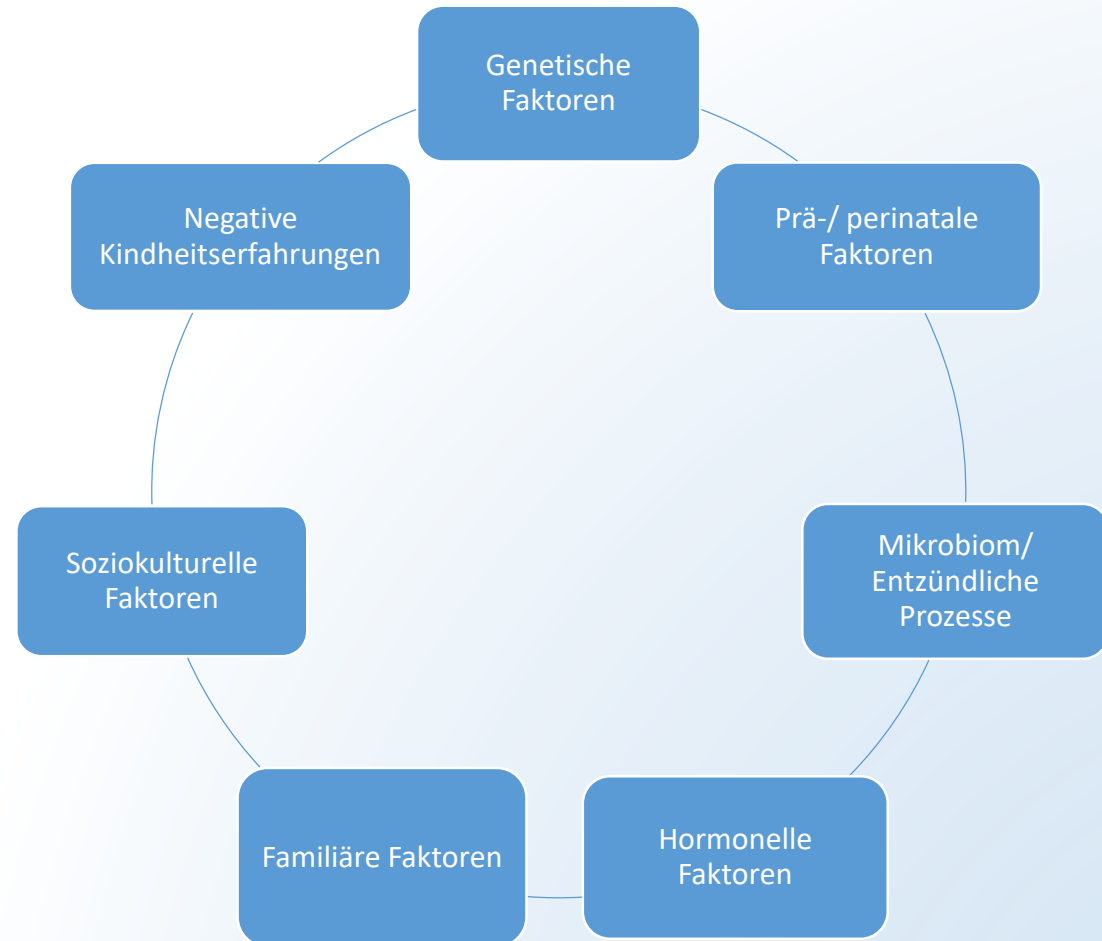 Genetische
Faktoren
Prä-/ perinatale
Faktoren
Mikrobiom/
Entzündliche
Prozesse
Hormonelle
Faktoren
Familiäre Faktoren
Soziokulturelle
Faktoren
Negative
Kindheitserfahrungen